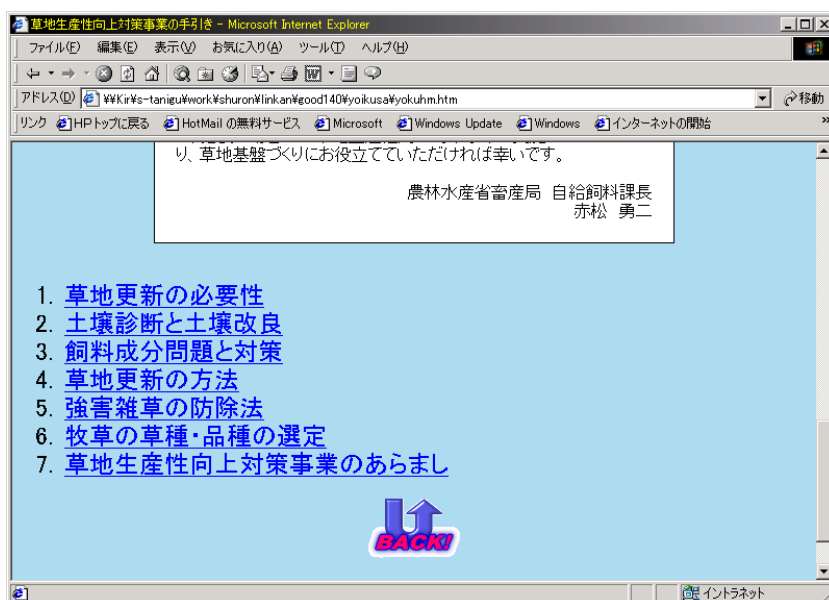 草地生産性向上対策事業の手引き - Microsoft Internet Explorer
ファイル(F) 編集(E) 表示(V) お気に入り(A) ツール(T) ヘルプ(H)
アドレス(D) ¥¥Kir¥s-tanigu¥work¥shuron¥linkan¥good140¥yoikusa¥yokuhm.htm 移動
リンク HPトップに戻る HotMail の無料サービス Microsoft Windows Update Windows インターネットの開始 »
り、草地基盤づくりにお役立てていただければ幸いです。
農林水産省畜産局 自給飼料課長
赤松 勇二
1. 草地更新の必要性
2. 土壌診断と土壌改良
3. 飼料成分問題と対策
4. 草地更新の方法
5. 強害雑草の防除法
6. 牧草の草種・品種の選定
7. 草地生産性向上対策事業のあらまし
BACK!
イントラネット